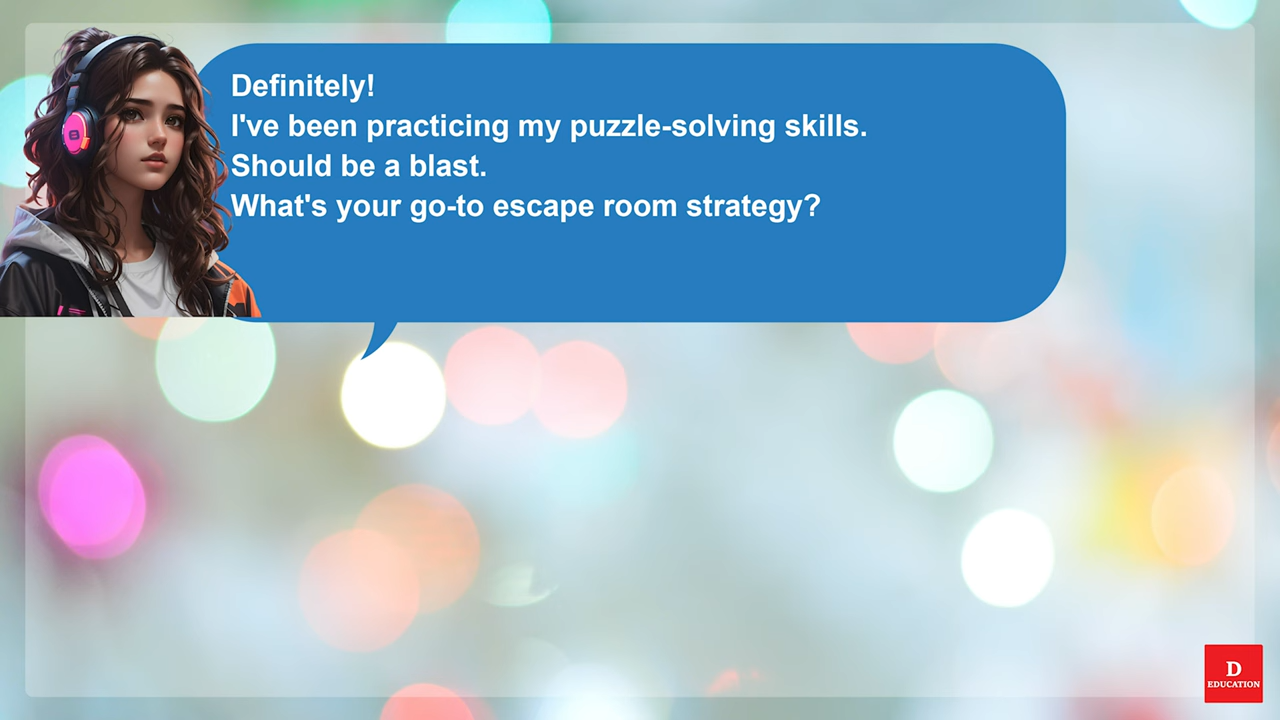 Definitely!
I've been practicing my puzzle-solving skills.
Should be a blast.
What's your go-to escape room strategy?
D
EDUCATION